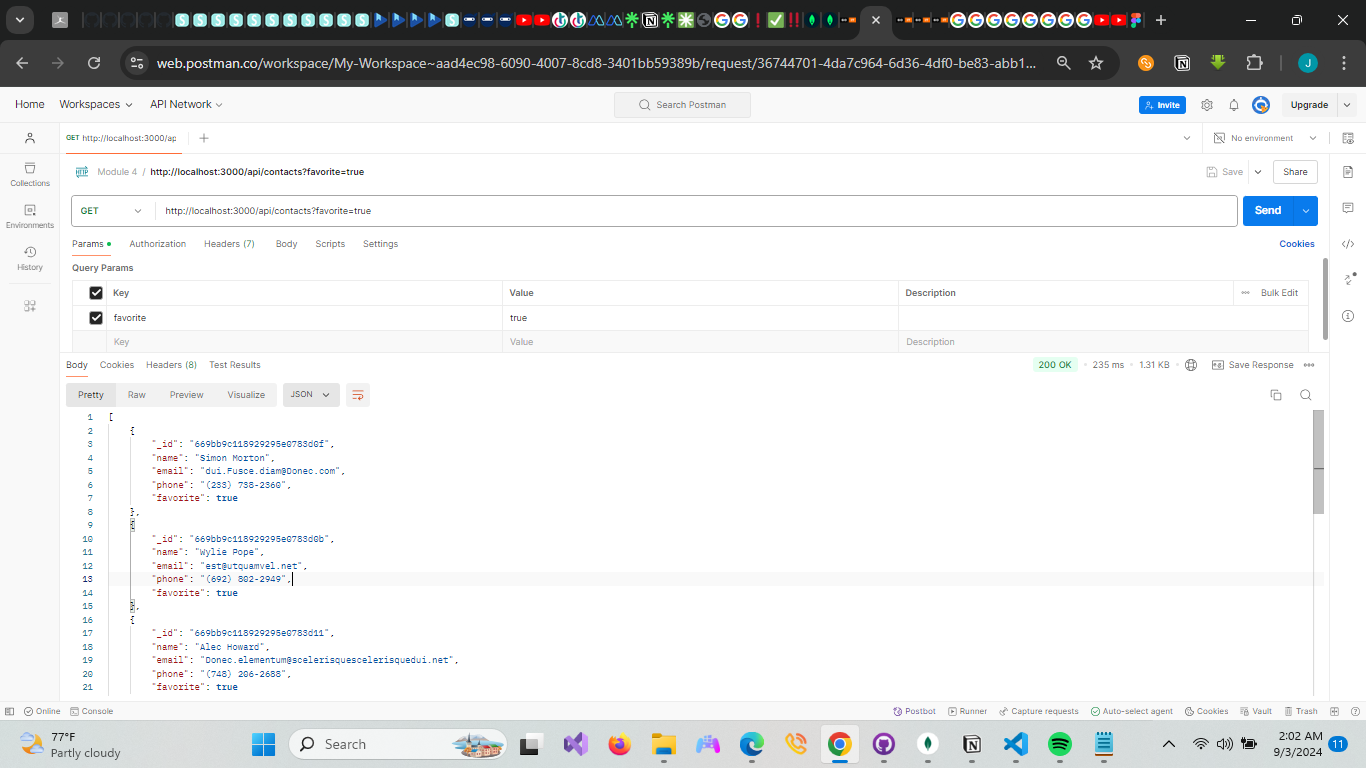 web.postman.co/workspace/My-Workspace~aad4ec98-6090-4007-8cd8-3401bb59389b/request/36744701-4da7c964-6d36-4df0-be83-abb1...
J
Home Workspaces API Network Search Postman Invite Upgrade
GET http://localhost:3000/ap No environment
Collections
Environments
History
HTTP Module 4 / http://localhost:3000/api/contacts?favorite=true Save Share
GET http://localhost:3000/api/contacts?favorite=true Send
Params Authorization Headers (7) Body Scripts Settings Cookies
Query Params
Key Value Description Bulk Edit
favorite true
Key Value Description
Body Cookies Headers (8) Test Results 200 OK 235 ms 1.31 KB Save Response
Pretty Raw Preview Visualize JSON
1 [
2 {
3 "_id": "669bb9c118929295e0783d0f",
4 "name": "Simon Morton",
5 "email": "dui.Fusce.diam@Donec.com",
6 "phone": "(233) 738-2360",
7 "favorite": true
8 },
9 {
10 "_id": "669bb9c118929295e0783d0b",
11 "name": "Wylie Pope",
12 "email": "est@utquamvel.net",
13 "phone": "(692) 802-2949",
14 "favorite": true
15 },
16 {
17 "_id": "669bb9c118929295e0783d11",
18 "name": "Alec Howard",
19 "email": "Donec.elementum@scelerisquescelerisquedui.net",
20 "phone": "(748) 206-2688",
21 "favorite": true
Online Console Postbot Runner Capture requests Auto-select agent Cookies Vault Trash
77°F
Partly cloudy
Search
2:02 AM
9/3/2024
11